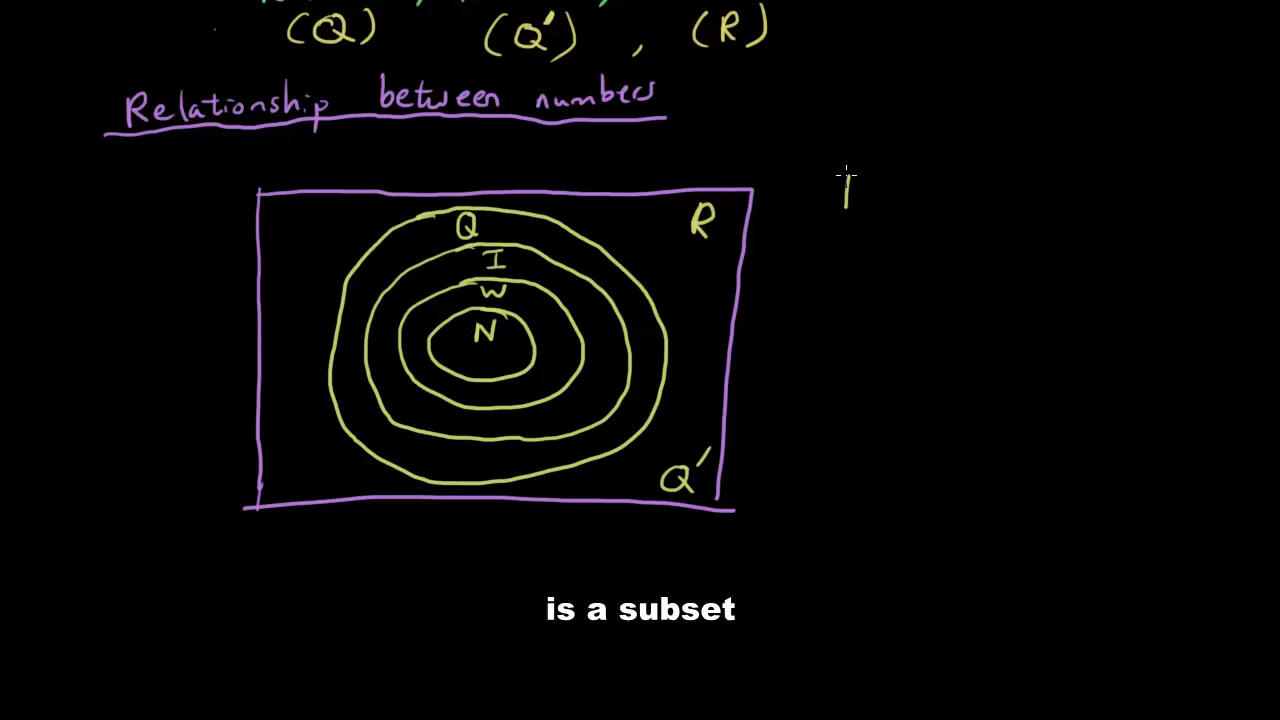 (Q) (Q') , (R)
Relationship between numbers
R
Q
I
W
N
Q'
is a subset